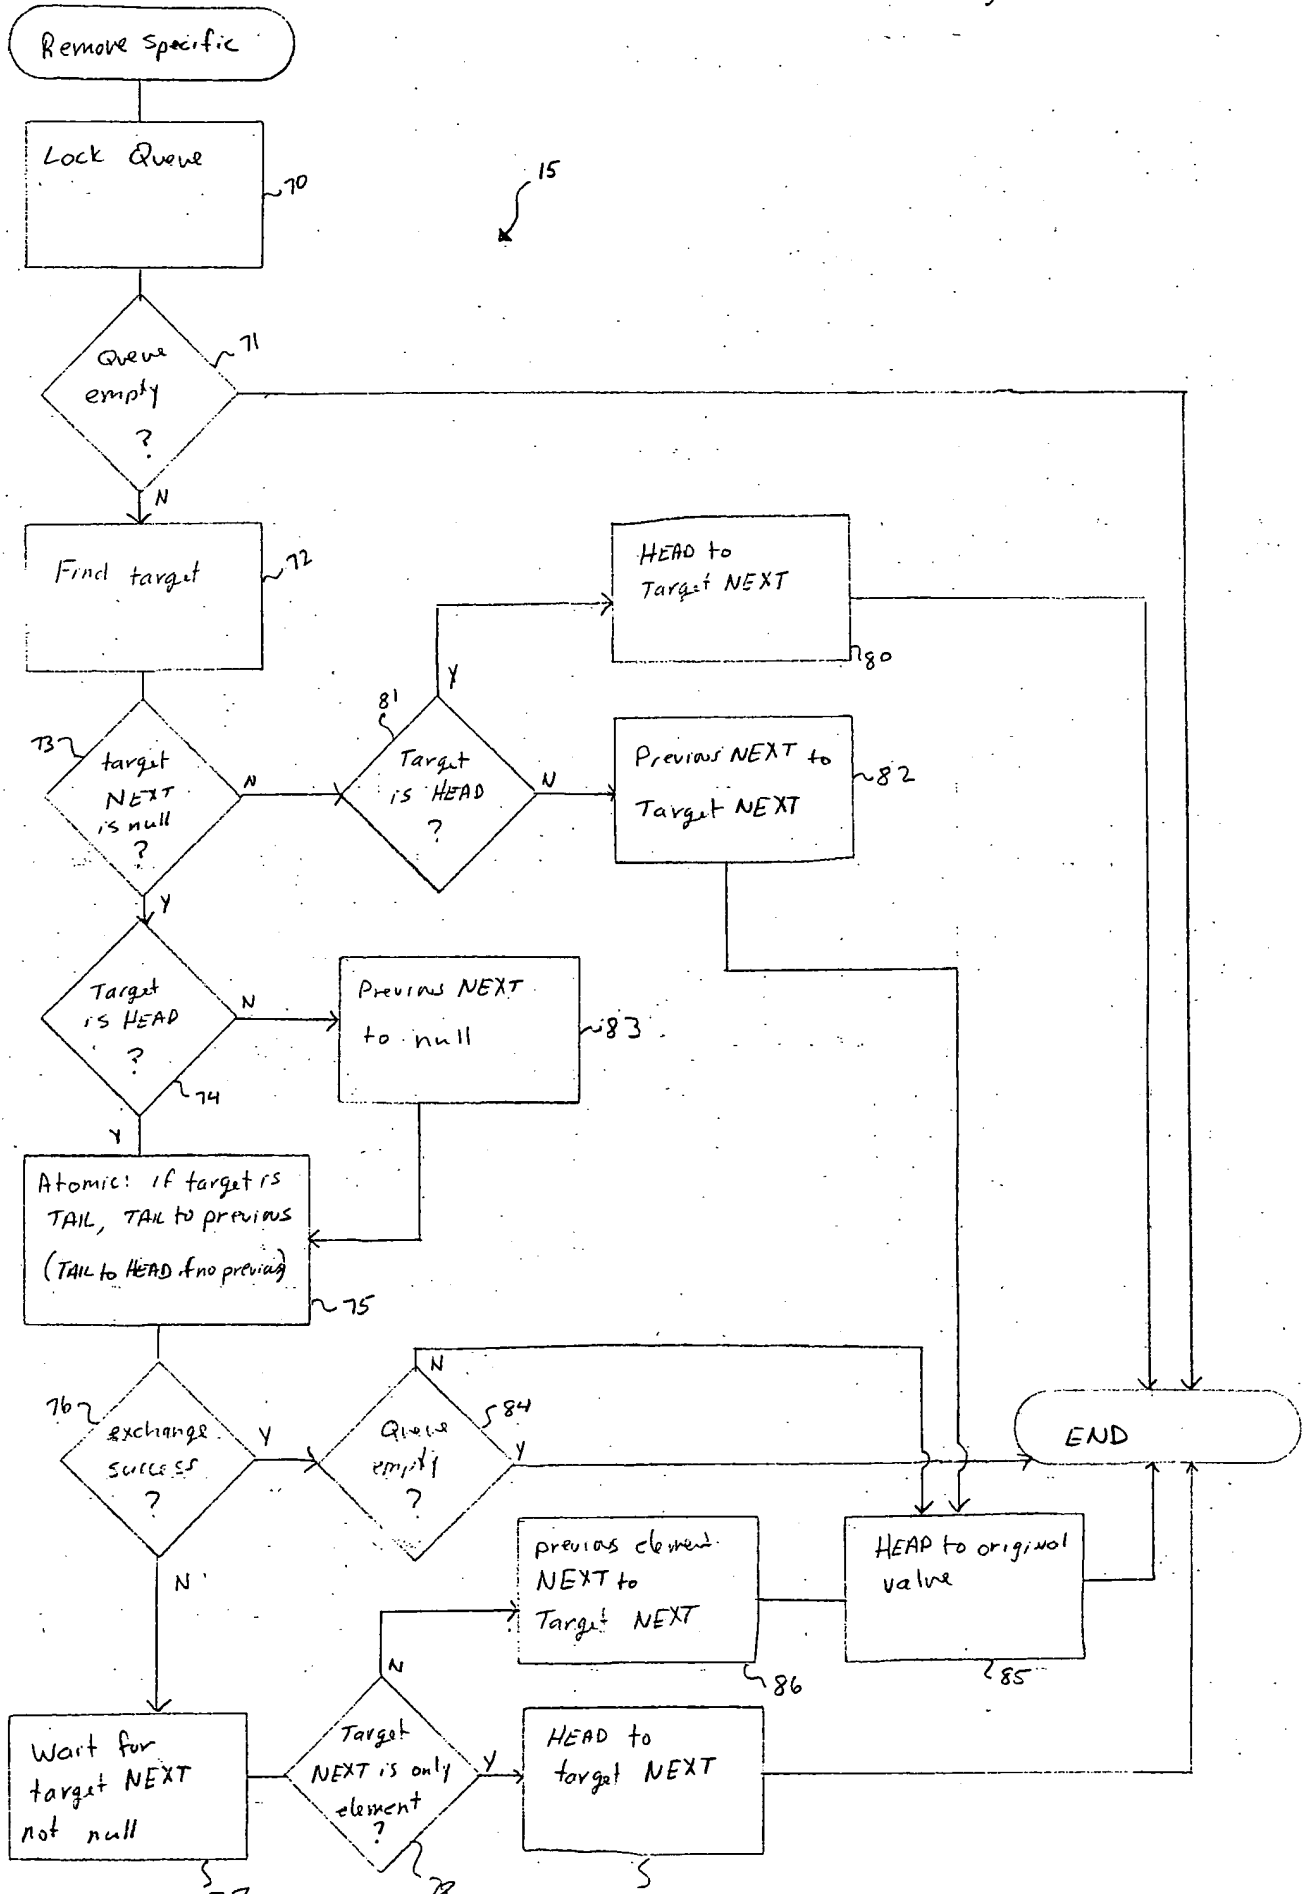 Remove specific
Lock Queue
70
15
Queue
empty
?
71
N
Find target
72
HEAD to
Target NEXT
80
Y
81
Target
is HEAD
?
N
Previous NEXT to
Target NEXT
82
73
target
NEXT
is null
?
N
Y
Target
is HEAD
?
74
N
Previous NEXT
to null
83
Y
Atomic: if target is
TAIL, TAIL to previous
(TAIL to HEAD if no previous)
75
76
exchange
success
?
Y
N
Queue
empty
?
84
N
Y
END
previous element
NEXT to
Target NEXT
86
HEAD to original
value
85
Wait for
target NEXT
not null
N
Target
NEXT is only
element
?
78
Y
HEAD to
target NEXT